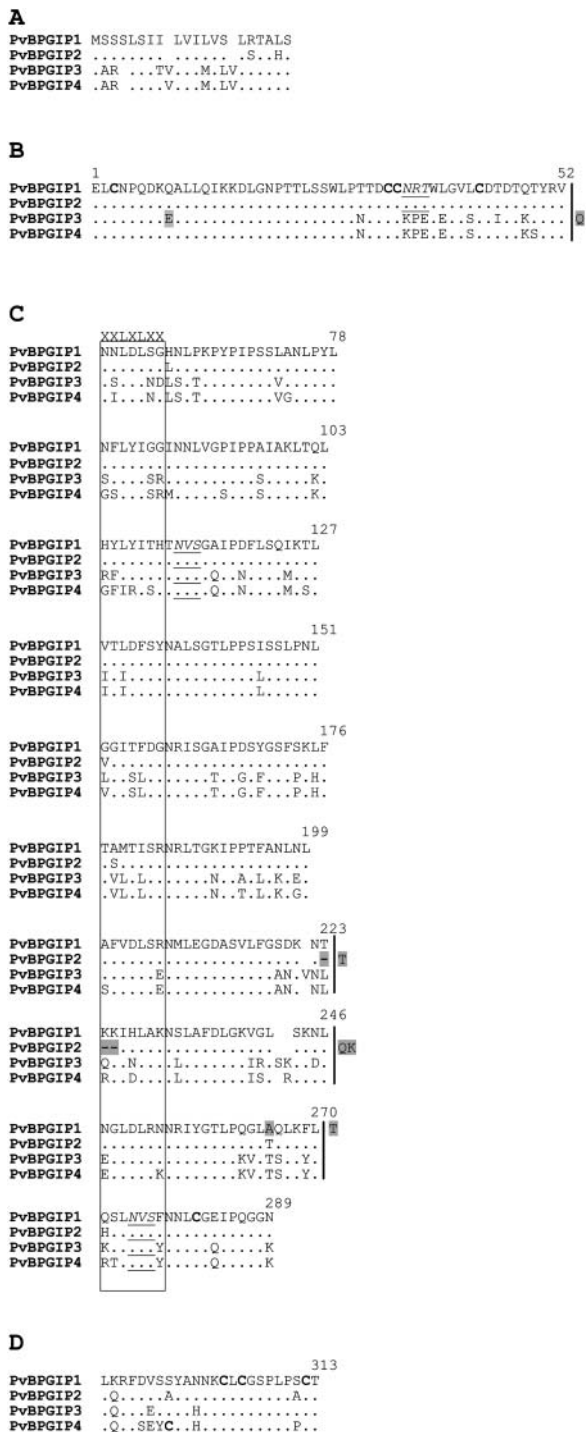 A
PvBPGIP1 MSSSLSII LVILVS LRTALS
PvBPGIP2 ........ ...... .S..H.
PvBPGIP3 .AR...TV ...M.LV......
PvBPGIP4 .AR....V ...M.LV......
B
1 52
PvBPGIP1 ELCNPQDKQALLQIKKDLGNPTTLSSWLPTTDCCNRTWLGVLCDTDTQTYRV
PvBPGIP2 ....................................................
PvBPGIP3 ........E....................N....KPE.E..S..I..K.... Q
PvBPGIP4 .............................N....KPE.E..S.....KS...
C
XXLXLXX 78
PvBPGIP1 NNLDLSGHNLPKPYPIPSSLANLPYL
PvBPGIP2 .......L..................
PvBPGIP3 .S...NDLS.T........V......
PvBPGIP4 .I...N.LS.T........VG.....
103
PvBPGIP1 NFLYIGGINNLVGPIPPAIAKLTQL
PvBPGIP2 .........................
PvBPGIP3 S....SR..........S.....K.
PvBPGIP4 GS...SRM.....S...S.....K.
127
PvBPGIP1 HYLYITHTNVSGAIPDFLSQIKTL
PvBPGIP2 ........................
PvBPGIP3 RF..........Q..N....M...
PvBPGIP4 GFIR.S......Q..N....M.S.
151
PvBPGIP1 VTLDFSYNALSGTLPPSISSLPNL
PvBPGIP2 ........................
PvBPGIP3 I.I..............L......
PvBPGIP4 I.I..............L......
176
PvBPGIP1 GGITFDGNRISGAIPDSYGSFSKLF
PvBPGIP2 V........................
PvBPGIP3 L..SL.......T..G.F...P.H.
PvBPGIP4 V..SL.......T..G.F...P.H.
199
PvBPGIP1 TAMTISRNRLTGKIPPTFANLNL
PvBPGIP2 .S.....................
PvBPGIP3 .VL.L.......N..A.L.K.E.
PvBPGIP4 .VL.L.......N..T.L.K.G.
223
PvBPGIP1 AFVDLSRNMLEGDASVLFGSDK NT
PvBPGIP2 ...................... .- T
PvBPGIP3 S.....E............AN.VNL
PvBPGIP4 S.....E............AN. NL
246
PvBPGIP1 KKIHLAKNSLAFDLGKVGL SKNL
PvBPGIP2 --................. .... QK
PvBPGIP3 Q..N....L.......IR.SK..D.
PvBPGIP4 R..D....L.......IS. R...
270
PvBPGIP1 NGLDLRNNRIYGTLPQGLAQLKFL T
PvBPGIP2 ..................T.....
PvBPGIP3 E..............KV.TS..Y.
PvBPGIP4 E.....K........KV.TS..Y.
289
PvBPGIP1 QSLNVSFNNLCGEIPQGGN
PvBPGIP2 H..................
PvBPGIP3 K.....Y.....Q.....K
PvBPGIP4 RT....Y.....Q.....K
D
313
PvBPGIP1 LKRFDVSSYANNKCLCGSPLPSCT
PvBPGIP2 .Q.....A.............A..
PvBPGIP3 .Q...E....H.............
PvBPGIP4 .Q..SEYC..H..........P..